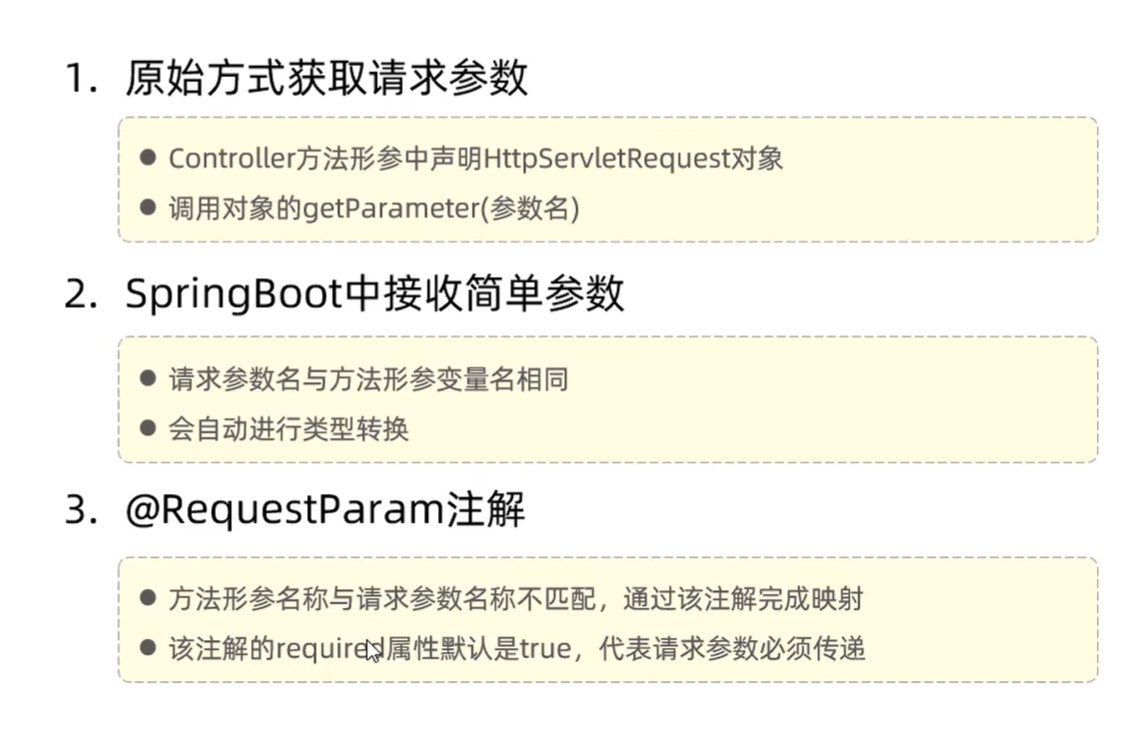 1. 原始方式获取请求参数
● Controller方法形参中声明HttpServletRequest对象
● 调用对象的getParameter(参数名)
2. SpringBoot中接收简单参数
● 请求参数名与方法形参变量名相同
● 会自动进行类型转换
3. @RequestParam注解
● 方法形参名称与请求参数名称不匹配，通过该注解完成映射
● 该注解的required属性默认是true，代表请求参数必须传递